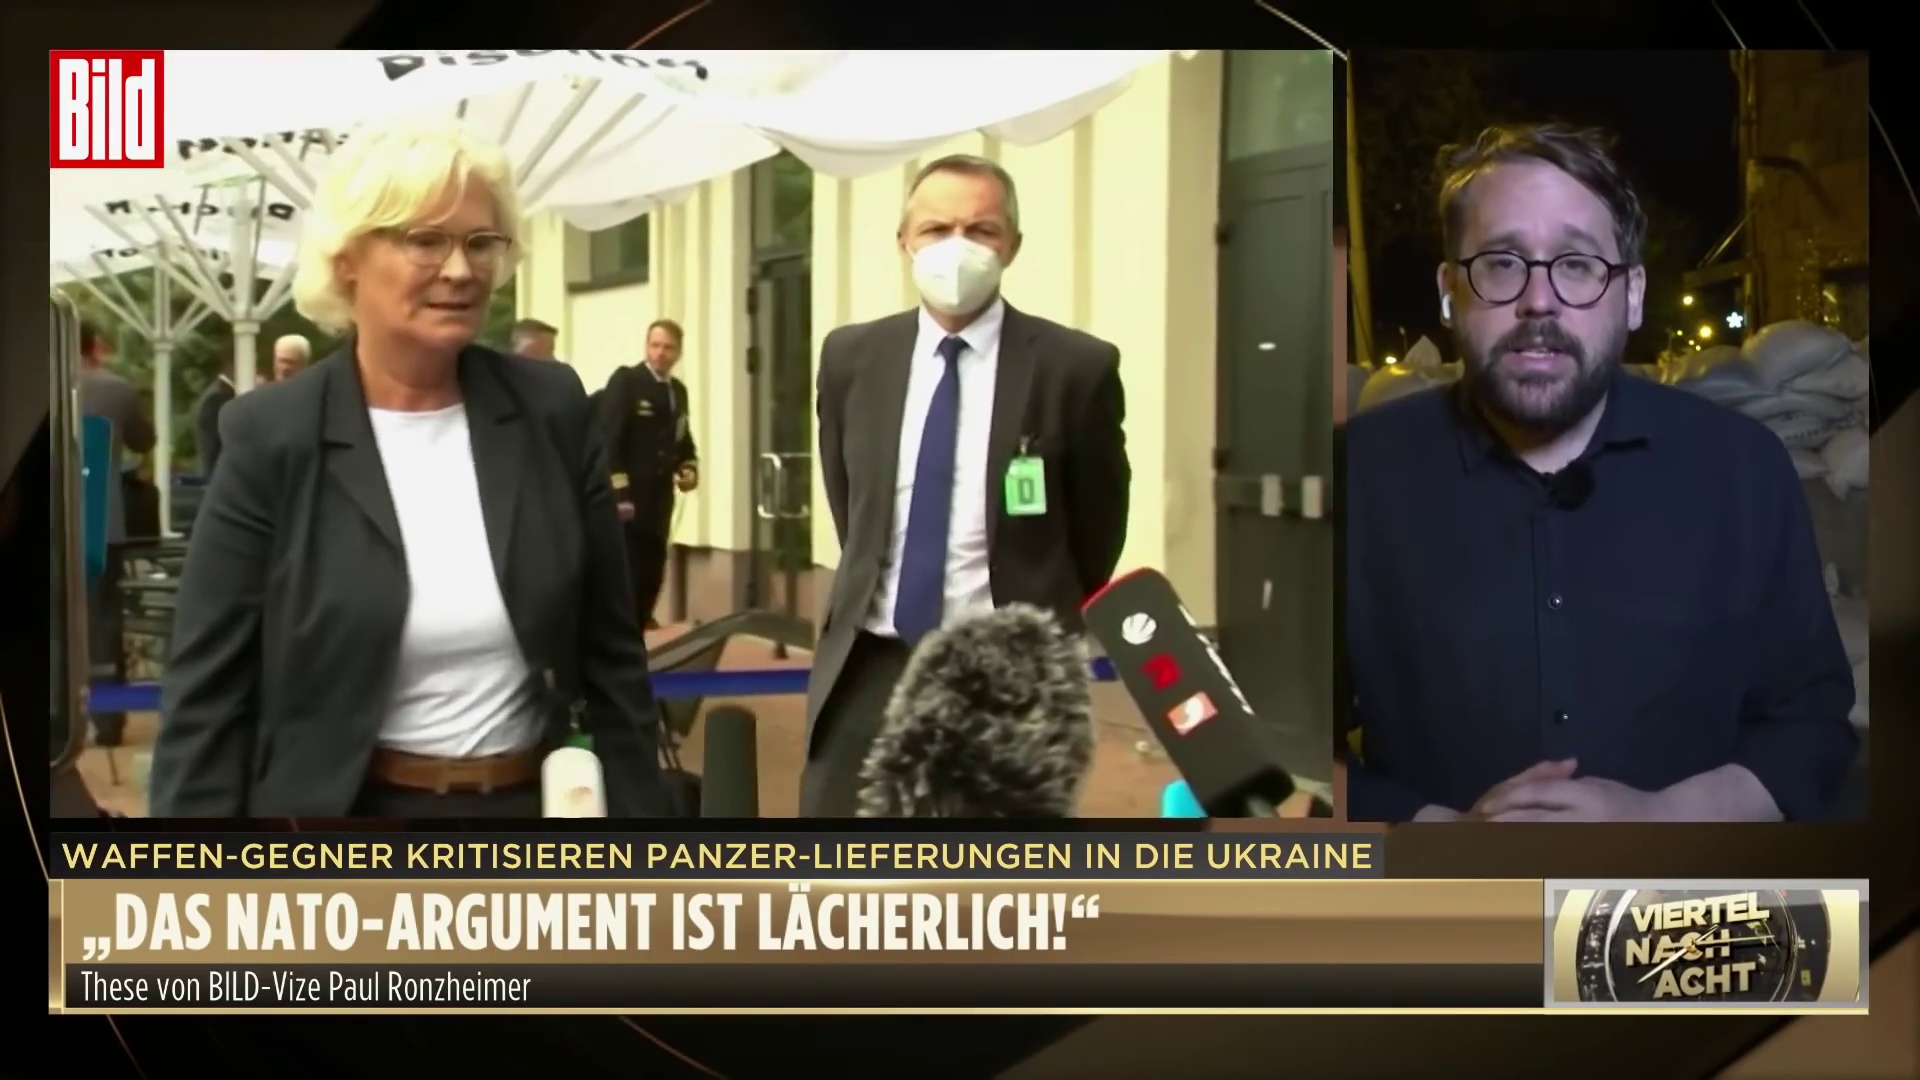 Bild
D
WAFFEN-GEGNER KRITISIEREN PANZER-LIEFERUNGEN IN DIE UKRAINE
„DAS NATO-ARGUMENT IST LÄCHERLICH!“
These von BILD-Vize Paul Ronzheimer
VIERTEL
NACH
ACHT